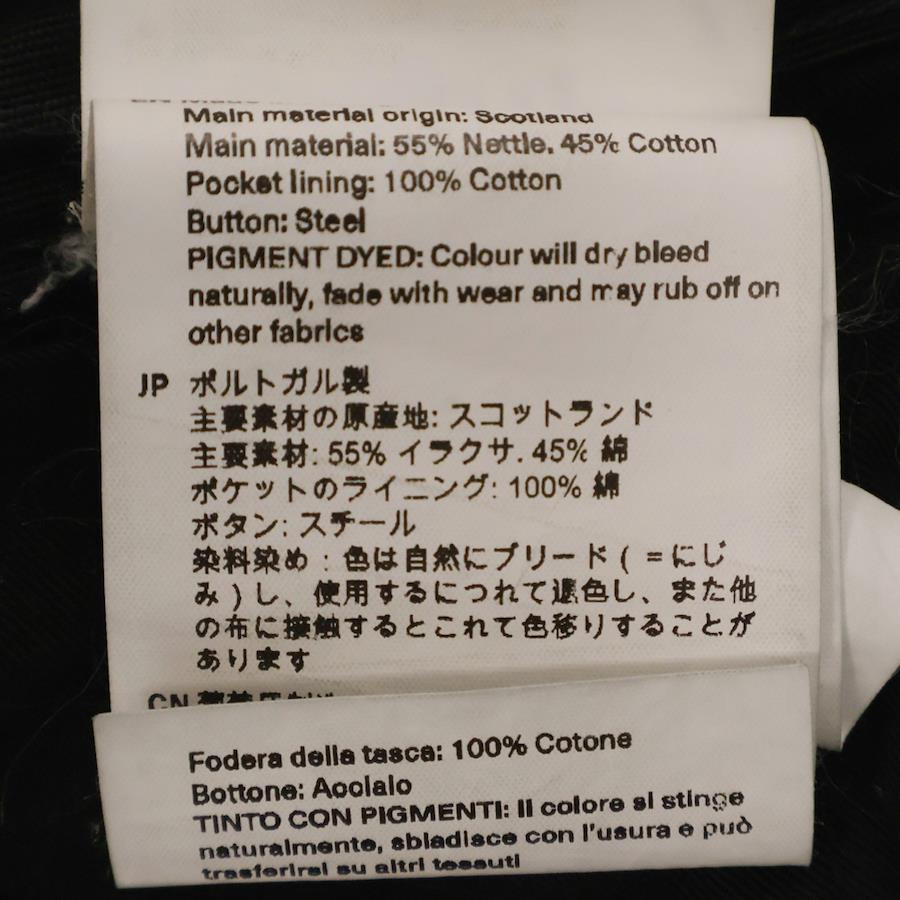 Main material origin: Scotland
Main material: 55% Nettle. 45% Cotton
Pocket lining: 100% Cotton
Button: Steel
PIGMENT DYED: Colour will dry bleed
naturally, fade with wear and may rub off on
other fabrics
JP ポルトガル製
主要素材の原産地: スコットランド
主要素材: 55% イラクサ. 45% 綿
ポケットのライニング: 100% 綿
ボタン: スチール
染料染め : 色は自然にブリード ( =にじ
み ) し、使用するにつれて退色し、また他
の布に接触するとこれて色移りすることが
あります
CN
Fodera della tasca: 100% Cotone
Bottone: Acciaio
TINTO CON PIGMENTI: Il colore si stinge
naturalmente, sbiadisce con l'usura e può
trasferirsi su altri tessuti